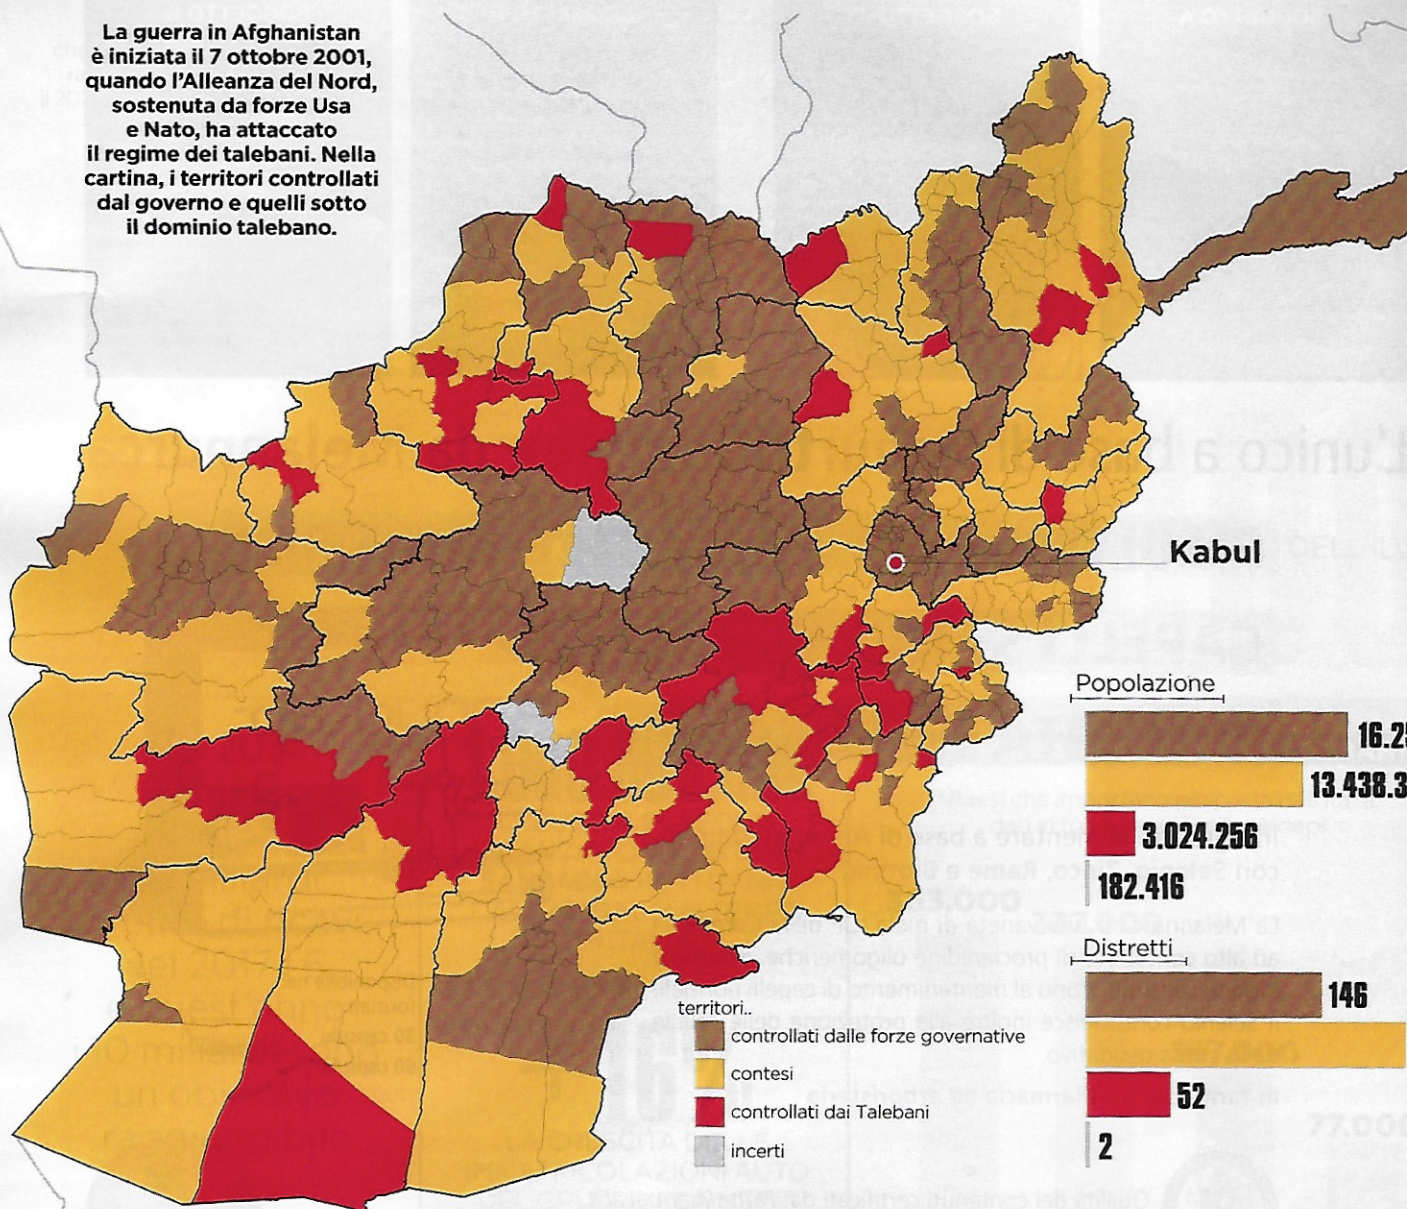 La guerra in Afghanistan
è iniziata il 7 ottobre 2001,
quando l'Alleanza del Nord,
sostenuta da forze Usa
e Nato, ha attaccato
il regime dei talebani. Nella
cartina, i territori controllati
dal governo e quelli sotto
il dominio talebano.
Kabul
Popolazione
13.438.3
3.024.256
182.416
Distretti
146
52
2
territori..
controllati dalle forze governative
contesi
controllati dai Talebani
incerti